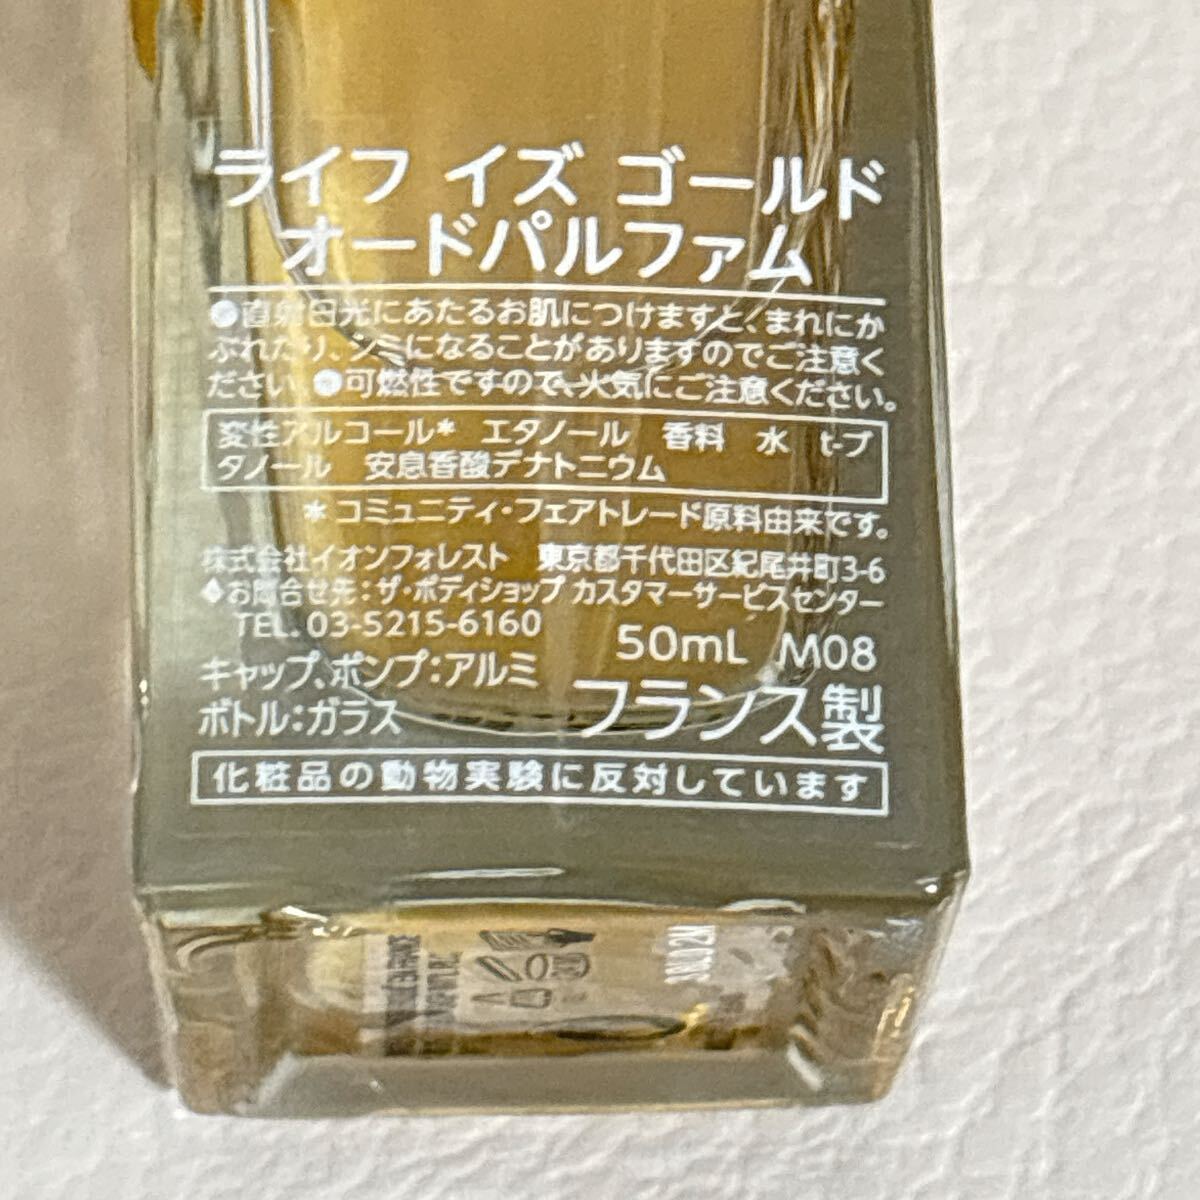 ライフ イズ ゴールド
オードパルファム
●直射日光にあたるお肌につけますと、まれにか
ぶれたり、シミになることがありますのでご注意く
ださい。●可燃性ですので、火気にご注意ください。
変性アルコール* エタノール 香料 水 t-ブ
タノール 安息香酸デナトニウム
*コミュニティ・フェアトレード原料由来です。
株式会社イオンフォレスト 東京都千代田区紀尾井町3-6
◆お問合せ先:ザ・ボディショップ カスタマーサービスセンター
TEL. 03-5215-6160
50mL M08
キャップ、ポンプ:アルミ
ボトル:ガラス
フランス製
化粧品の動物実験に反対しています